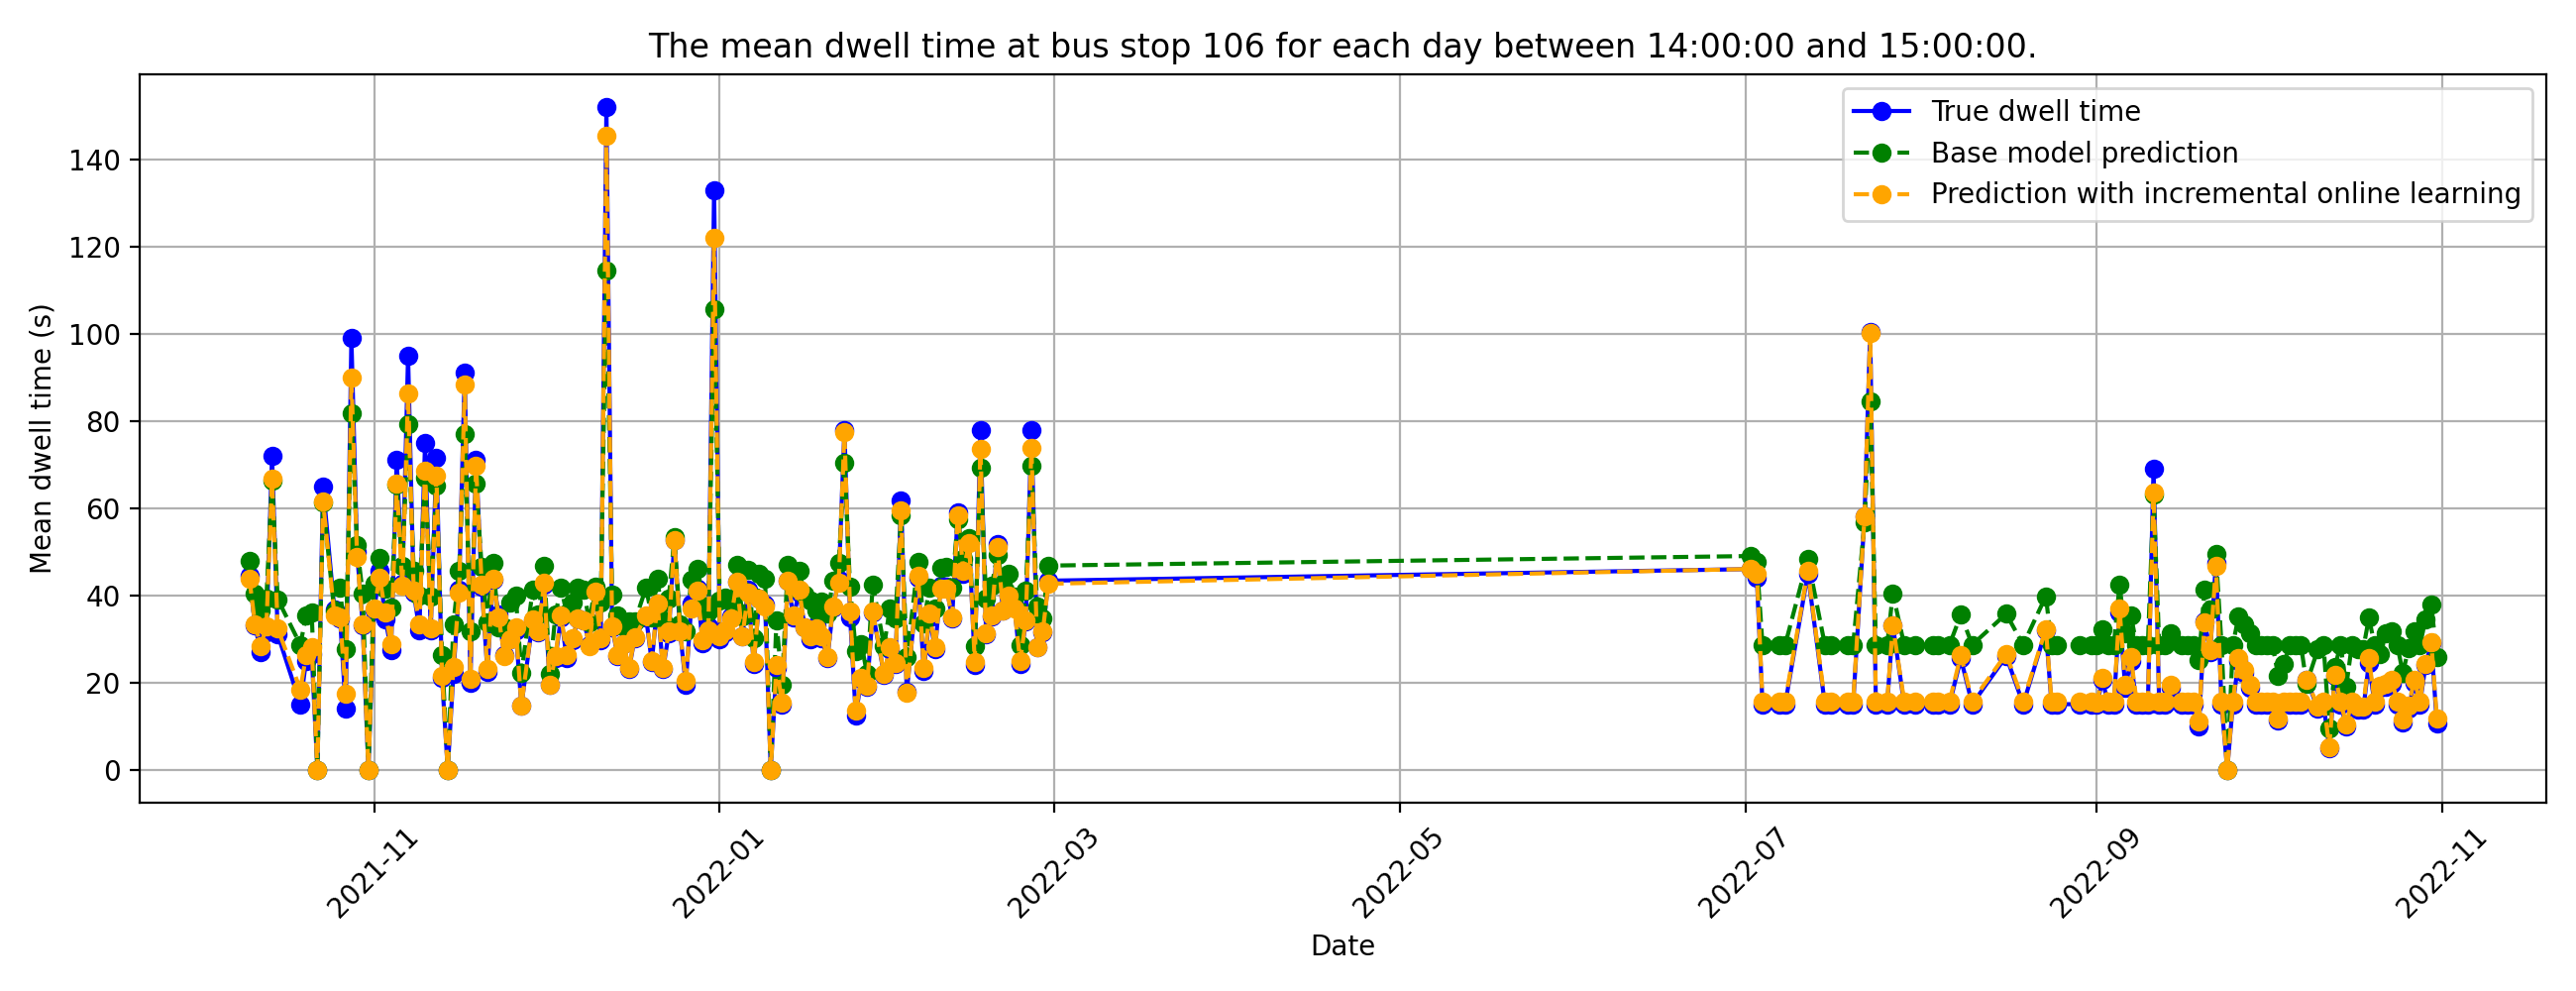 The mean dwell time at bus stop 106 for each day between 14:00:00 and 15:00:00.
True dwell time
Base model prediction
Prediction with incremental online learning
Mean dwell time (s)
140
120
100
80
60
40
20
0
2021-11
2022-01
2022-03
2022-05
2022-07
2022-09
2022-11
Date